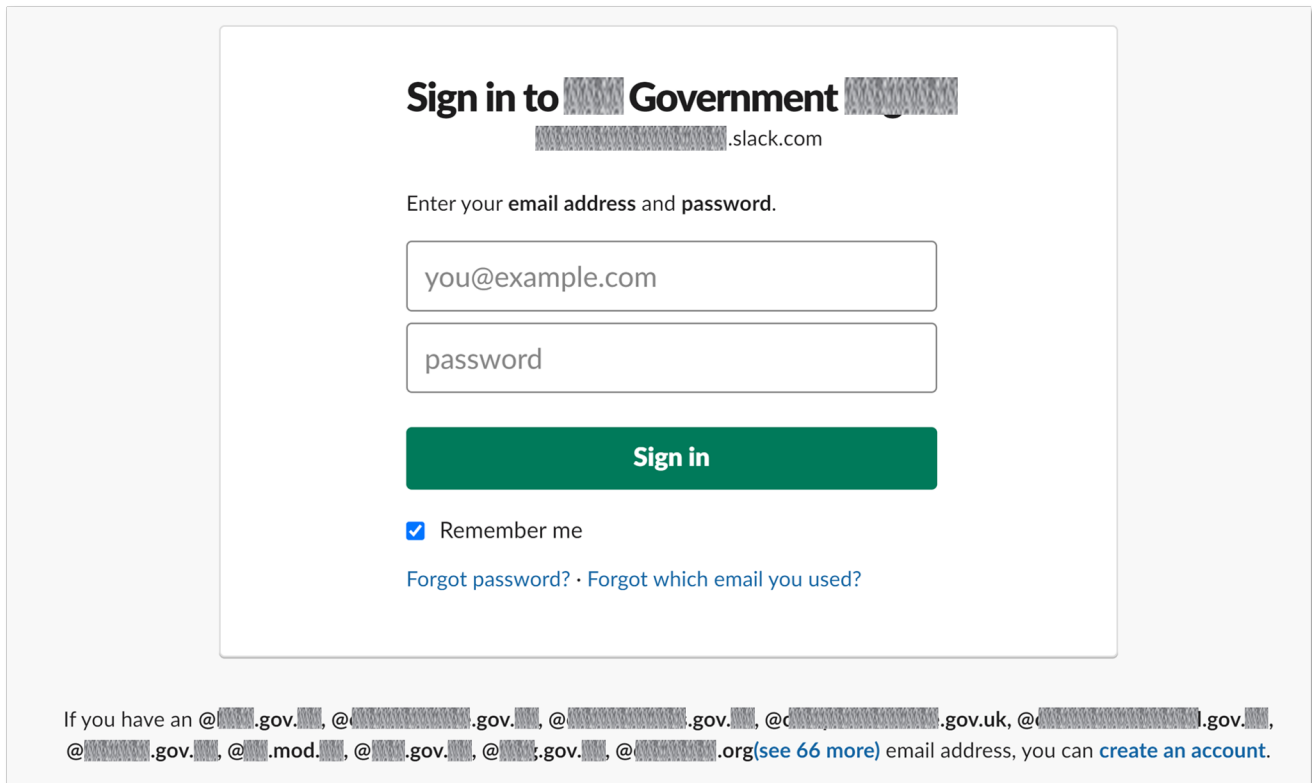 Sign in to Government
.slack.com
Enter your email address and password.
you@example.com
password
Sign in
Remember me
Forgot password? · Forgot which email you used?
If you have an @ .gov. , @ .gov. , @ .gov. , @ .gov.uk, @ .gov. ,
@ .gov. , @ .mod. , @ .gov. , @ .gov. , @ .org(see 66 more) email address, you can create an account.